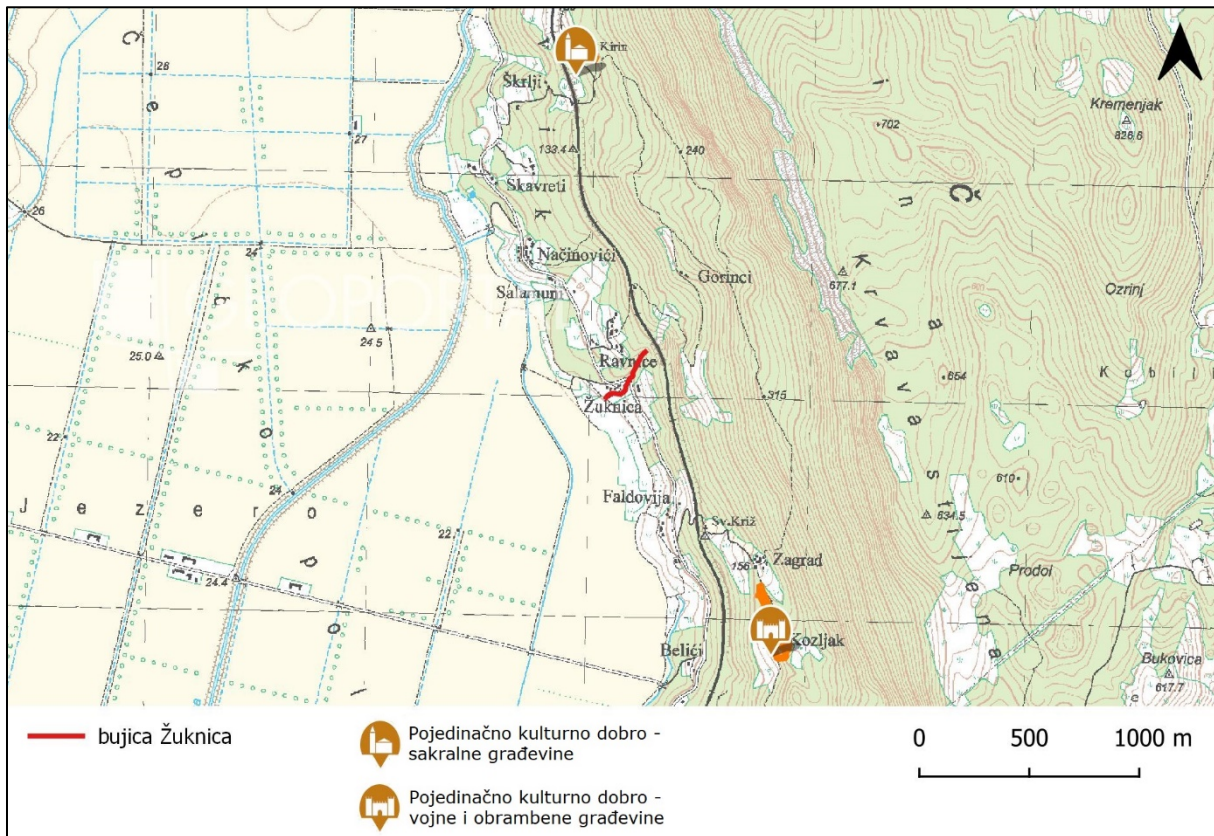 Kirin
Škrlji
28
Kremenjak
826.6
702
27
133.4
240
Č
e
p
i
ć
k
o
Skavreti
26
24
Načinovići
Gorinci
Salamuni
677.1
Ozrinj
24.5
25.0
Ravnice
654
Žuknica
315
22
K r v a v a s t i j e n a
24
610
Faldovija
J e z e r o p o l
22
634.5
Sv.Križ
156
Zagrad
24.4
Prodol
Kozljak
Belići
Bukovica
617.7
bujica Žuknica
Pojedinačno kulturno dobro -
sakralne građevine
0 500 1000 m
Pojedinačno kulturno dobro -
vojne i obrambene građevine